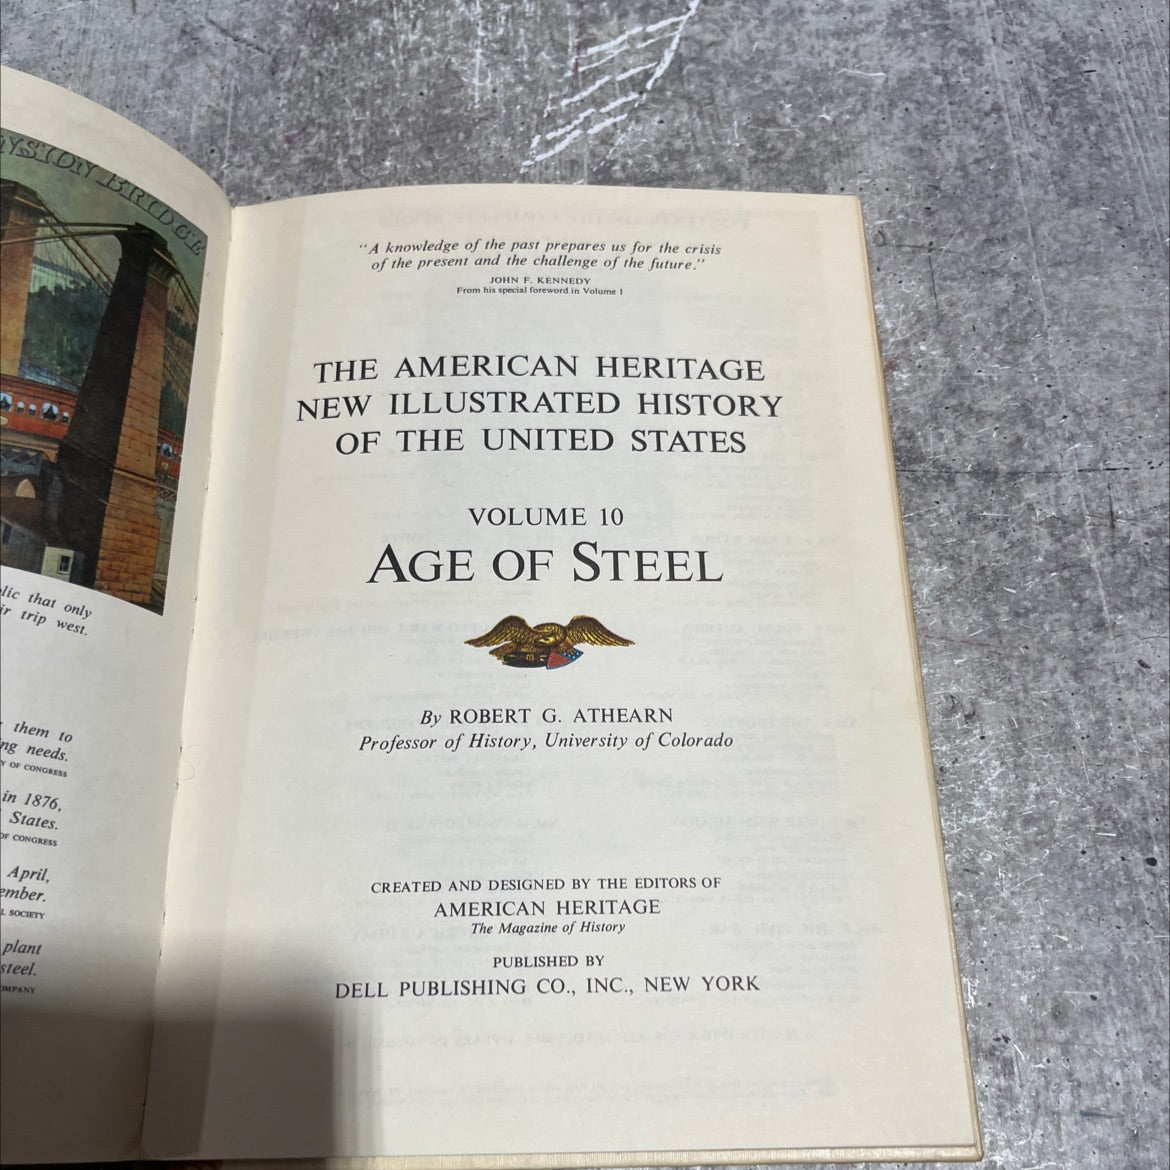 NSION BRIDGE
lic that only
ir trip west.
them to
ng needs.
Y OF CONGRESS
in 1876,
States.
OF CONGRESS
April,
ember.
L SOCIETY
plant
steel.
OMPANY
"A knowledge of the past prepares us for the crisis
of the present and the challenge of the future."
JOHN F. KENNEDY
From his special foreword in Volume 1
THE AMERICAN HERITAGE
NEW ILLUSTRATED HISTORY
OF THE UNITED STATES
VOLUME 10
AGE OF STEEL
By ROBERT G. ATHEARN
Professor of History, University of Colorado
CREATED AND DESIGNED BY THE EDITORS OF
AMERICAN HERITAGE
The Magazine of History
PUBLISHED BY
DELL PUBLISHING CO., INC., NEW YORK